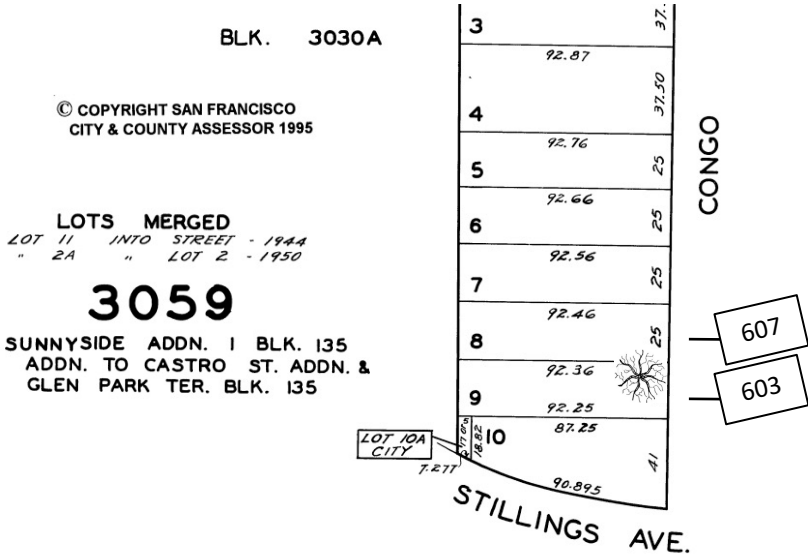 BLK. 3030A
© COPYRIGHT SAN FRANCISCO
CITY & COUNTY ASSESSOR 1995
LOTS MERGED
LOT 11 INTO STREET - 1944
" 2A " LOT 2 - 1950
3059
SUNNYSIDE ADDN. 1 BLK. 135
ADDN. TO CASTRO ST. ADDN. &
GLEN PARK TER. BLK. 135
3
37.
92.87
4
37.50
92.76
5
25
92.66
6
25
92.56
7
25
92.46
8
25
92.36
9
92.25
10
87.25
18.82
41
LOT 10A
CITY
7.277
90.895
STILLINGS AVE.
CONGO
607
603